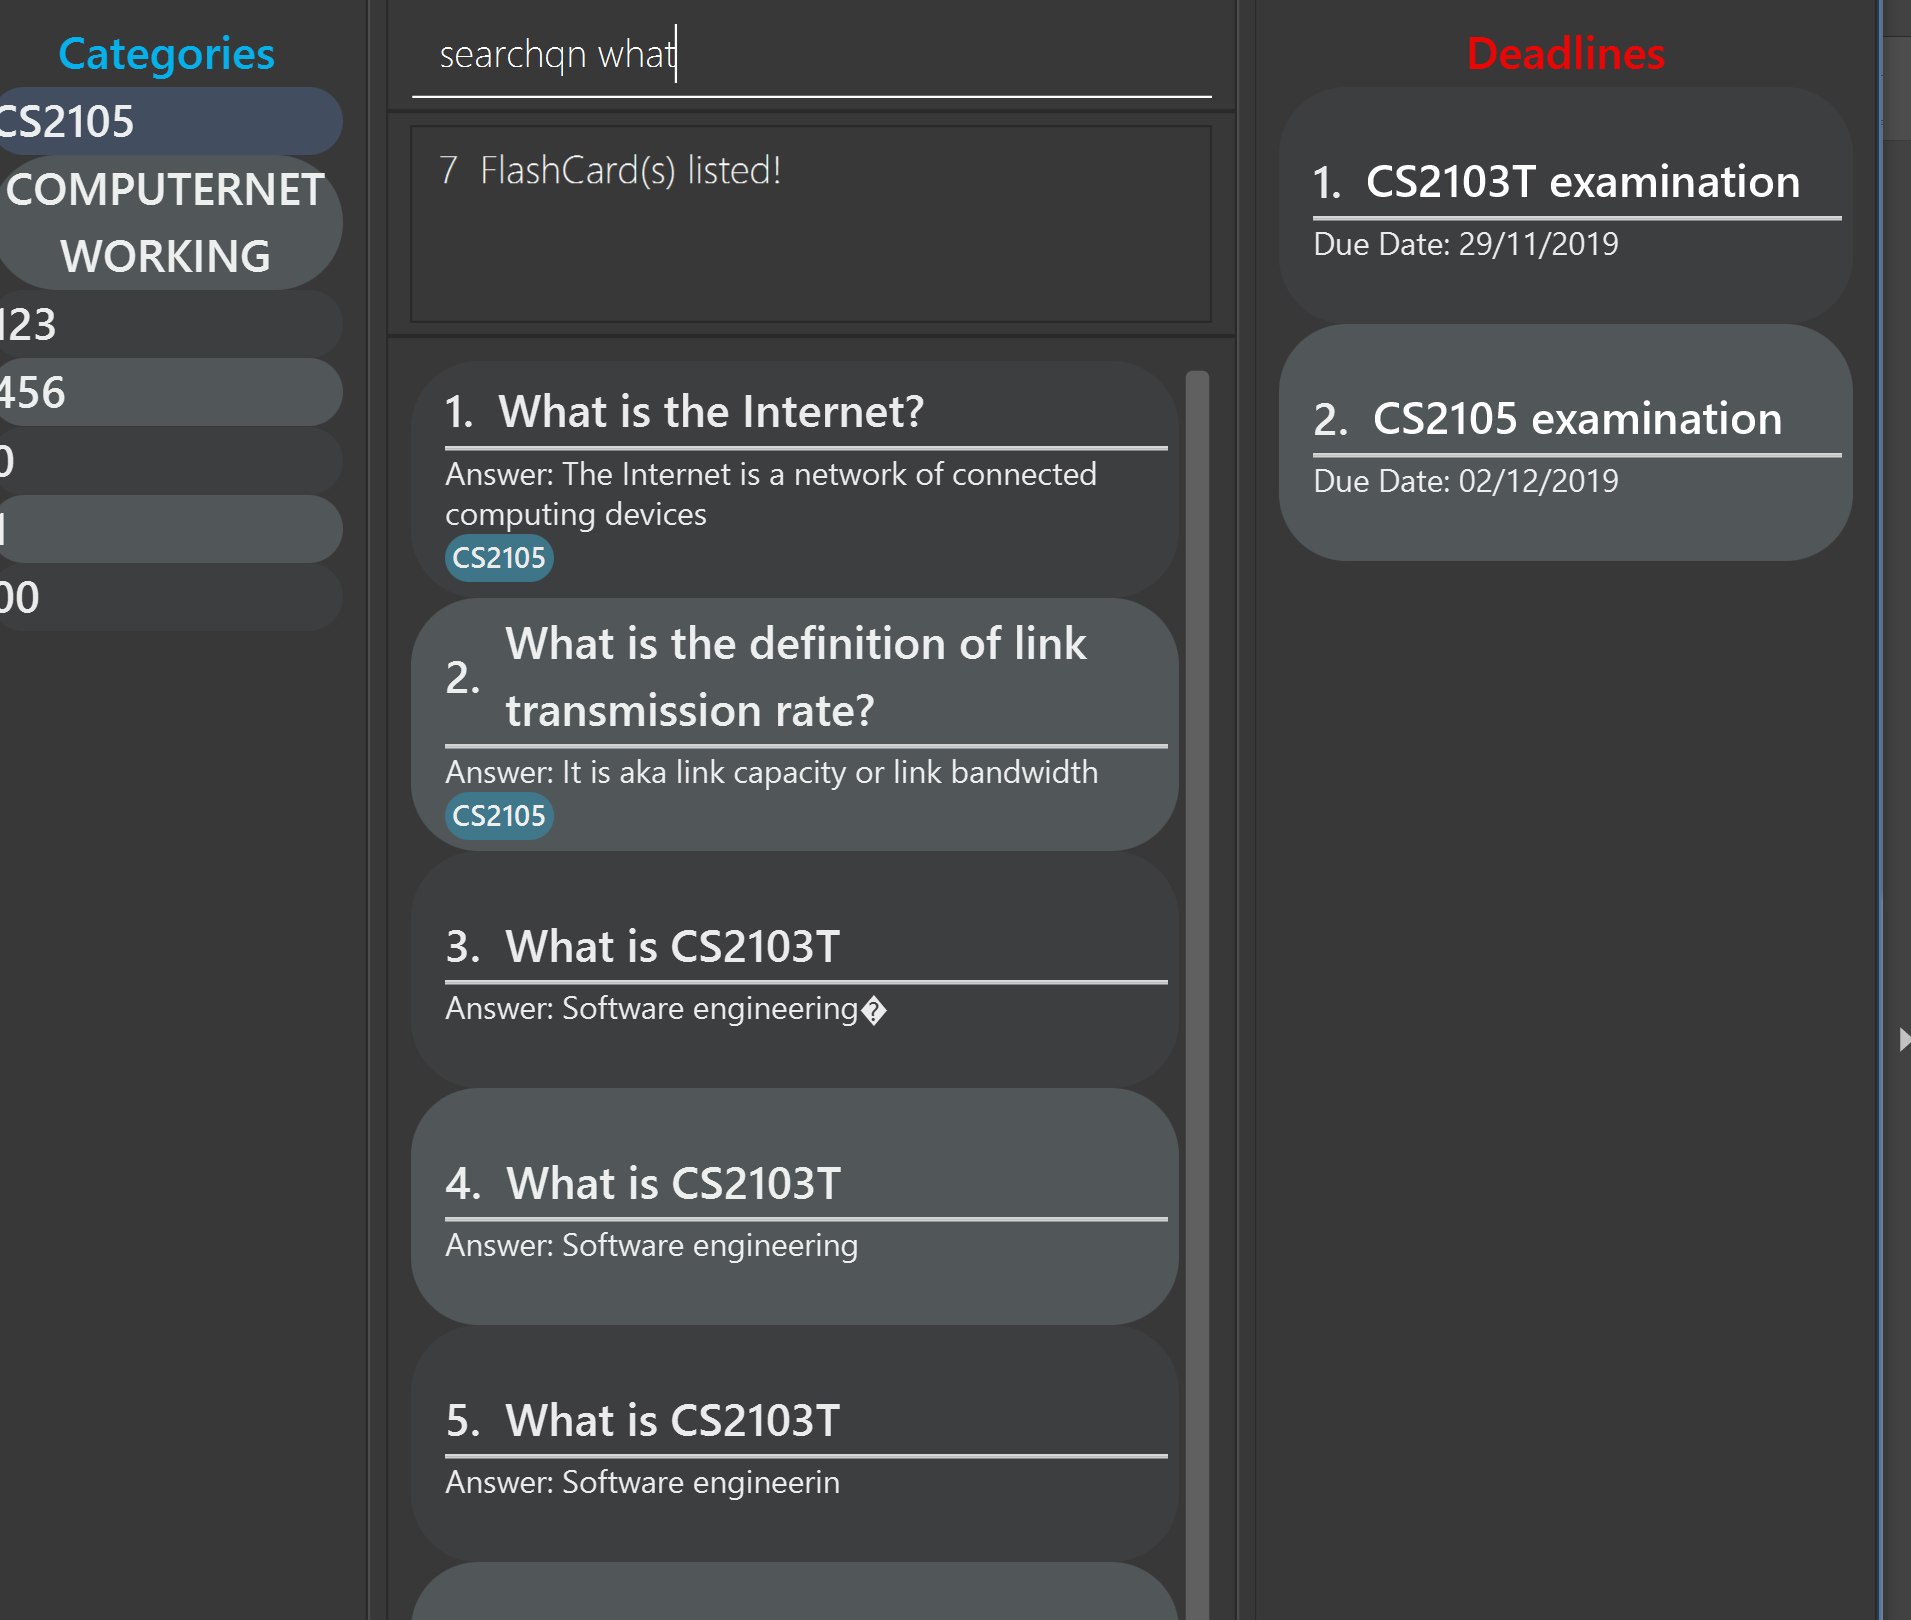 Categories
CS2105
COMPUTERNET
WORKING
123
456
0
1
00
searchqn what
7 FlashCard(s) listed!
1. What is the Internet?
Answer: The Internet is a network of connected
computing devices
CS2105
2. What is the definition of link
transmission rate?
Answer: It is aka link capacity or link bandwidth
CS2105
3. What is CS2103T
Answer: Software engineering�
4. What is CS2103T
Answer: Software engineering
5. What is CS2103T
Answer: Software engineerin
Deadlines
1. CS2103T examination
Due Date: 29/11/2019
2. CS2105 examination
Due Date: 02/12/2019